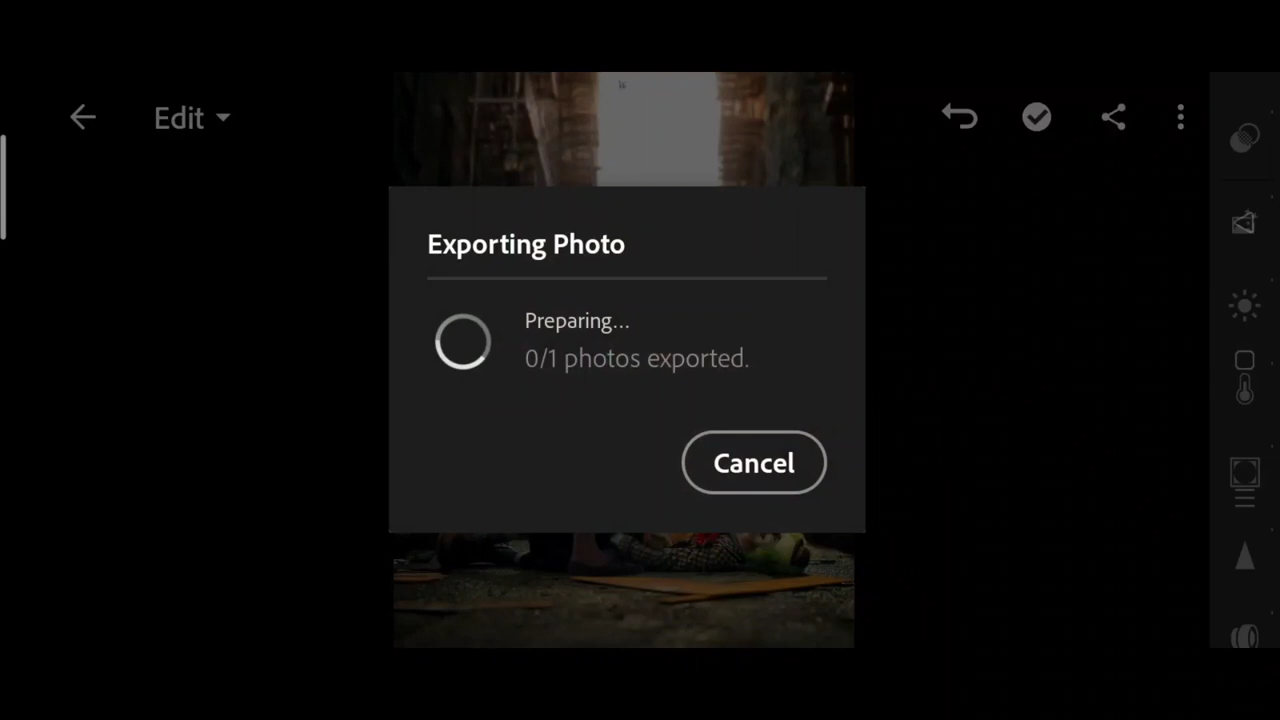 Edit
Exporting Photo
Preparing...
0/1 photos exported.
Cancel